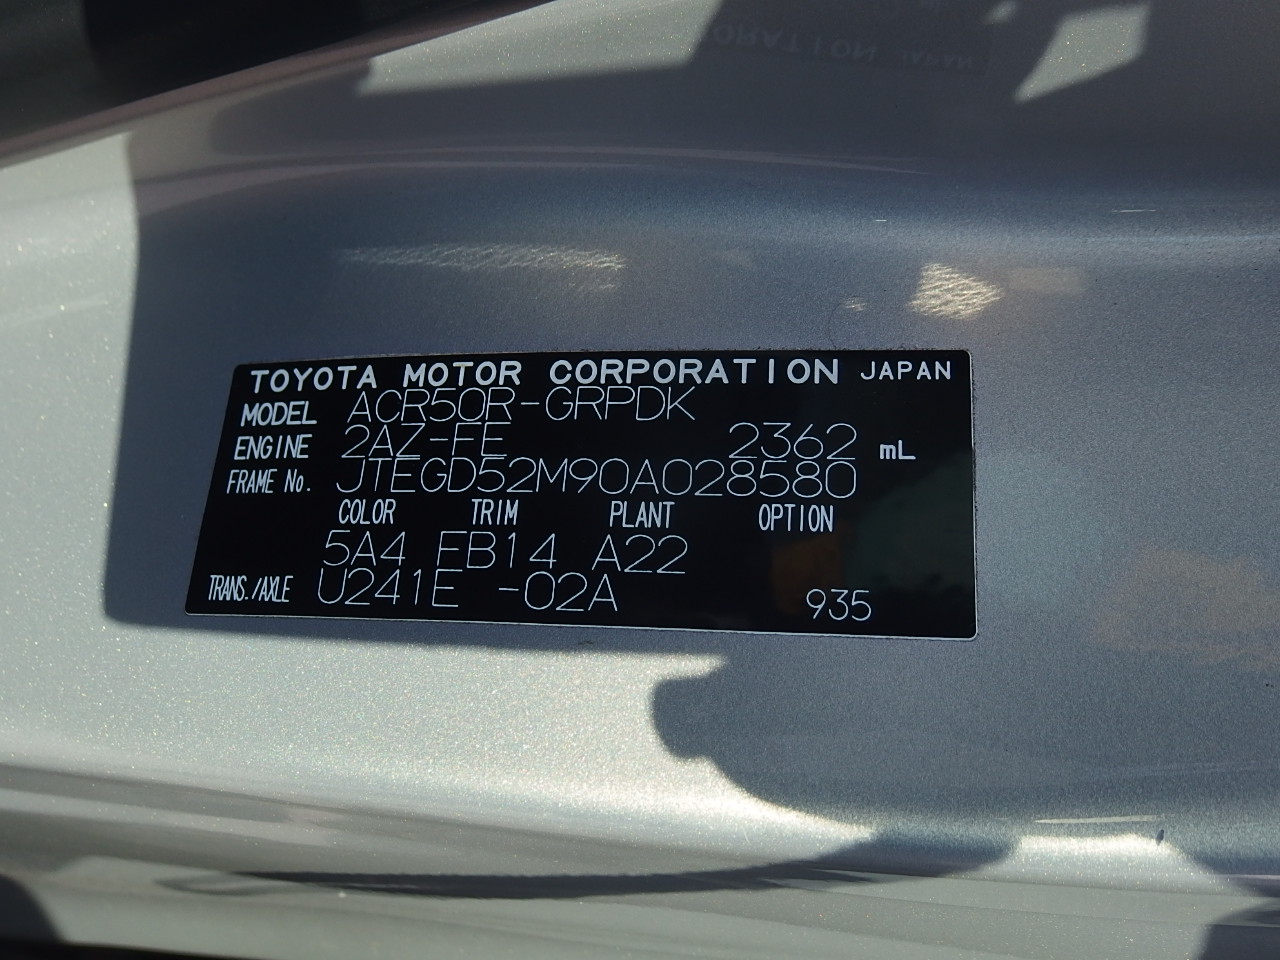 TOYOTA MOTOR CORPORATION JAPAN
MODEL ACR50R-GRPDK
ENGINE 2AZ-FE 2362 mL
FRAME No. JTEGD52M90A028580
COLOR TRIM PLANT OPTION
5A4 EB14 A22
TRANS./AXLE U241E -02A 935